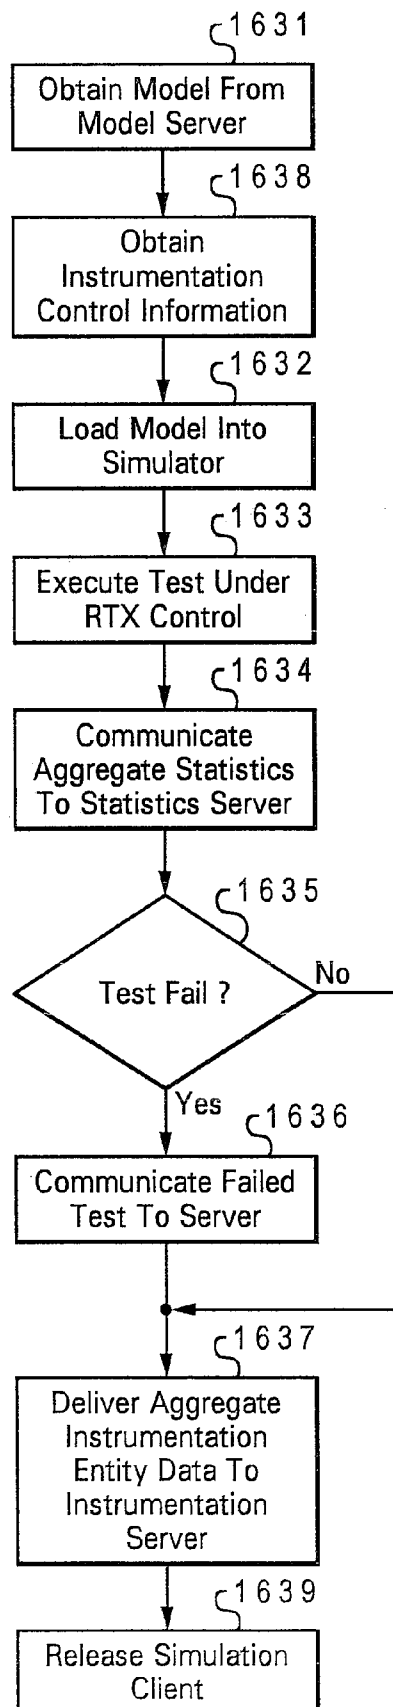 1631
Obtain Model From
Model Server
1638
Obtain
Instrumentation
Control Information
1632
Load Model Into
Simulator
1633
Execute Test Under
RTX Control
1634
Communicate
Aggregate Statistics
To Statistics Server
1635
Test Fail ?
No
Yes
1636
Communicate Failed
Test To Server
1637
Deliver Aggregate
Instrumentation
Entity Data To
Instrumentation
Server
1639
Release Simulation
Client